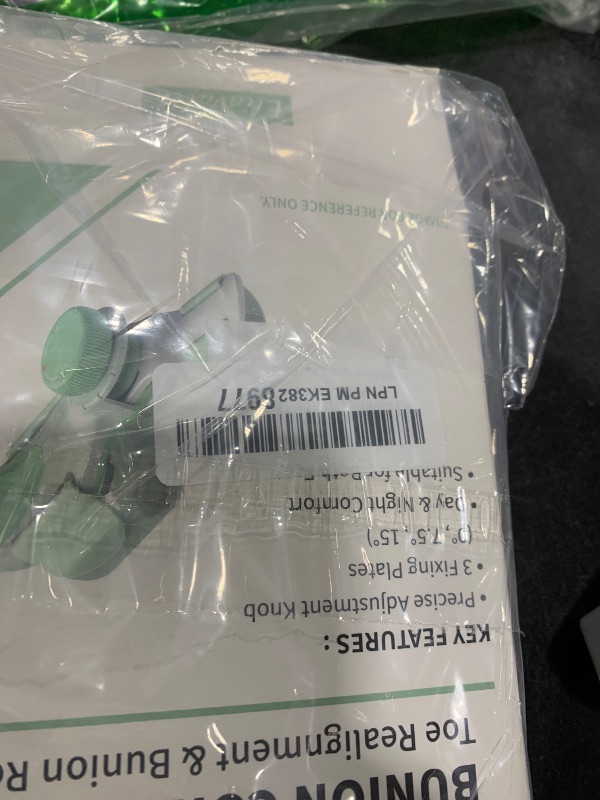 BUNION
Toe Realignment & Bunion
KEY FEATURES :
• Precise Adjustment Knob
• 3 Fixing Plates
(0°, 7.5°, 15°)
• Day & Night Comfort
• Suitable for Both
LPN PM EK3828977
IMAGE FOR REFERENCE ONLY.